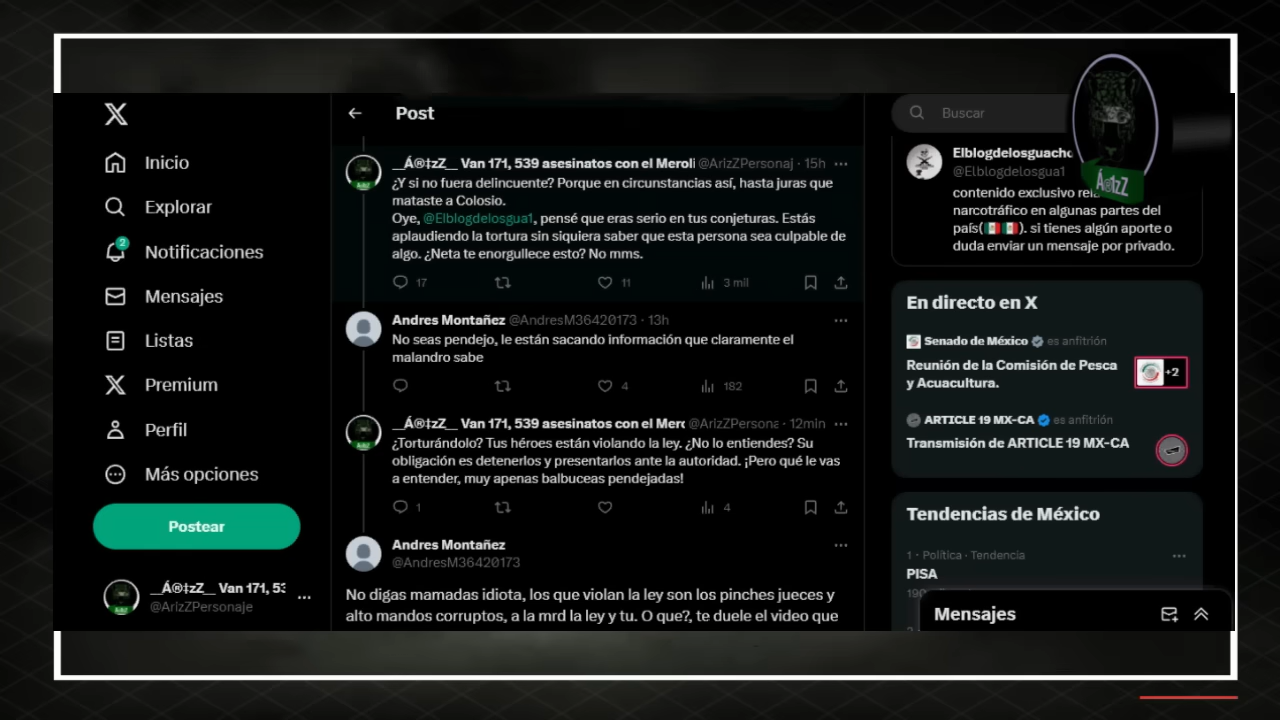 Post
Buscar
Inicio
Explorar
2
Notificaciones
Mensajes
Listas
Premium
Perfil
Más opciones
Postear
__Á®‡zZ__ Van 171, 53
@ArizZPersonaje
__Á®‡zZ__ Van 171, 539 asesinatos con el Meroli @ArizZPersonaj · 15h
¿Y si no fuera delincuente? Porque en circunstancias así, hasta juras que
mataste a Colosio.
Oye, @Elblogdelosgua1, pensé que eras serio en tus conjeturas. Estás
aplaudiendo la tortura sin siquiera saber que esta persona sea culpable de
algo. ¿Neta te enorgullece esto? No mms.
17 11 3 mil
Andres Montañez @AndresM36420173 · 13h
No seas pendejo, le están sacando información que claramente el
malandro sabe
4 182
__Á®‡zZ__ Van 171, 539 asesinatos con el Merc @ArizZPersona · 12min
¿Torturándolo? Tus héroes están violando la ley. ¿No lo entiendes? Su
obligación es detenerlos y presentarlos ante la autoridad. ¡Pero qué le vas
a entender, muy apenas balbuceas pendejadas!
1 4
Andres Montañez
@AndresM36420173
No digas mamadas idiota, los que violan la ley son los pinches jueces y
alto mandos corruptos, a la mrd la ley y tu. O que?, te duele el video que
Elblogdelosguacho
@Elblogdelosgua1
contenido exclusivo
narcotráfico en algunas partes del
país(🇲🇽🇲🇽). si tienes algún aporte o
duda enviar un mensaje por privado.
En directo en X
Senado de México es anfitrión
Reunión de la Comisión de Pesca
y Acuacultura.
+2
ARTICLE 19 MX-CA es anfitrión
Transmisión de ARTICLE 19 MX-CA
Tendencias de México
1 · Política · Tendencia
PISA
Mensajes